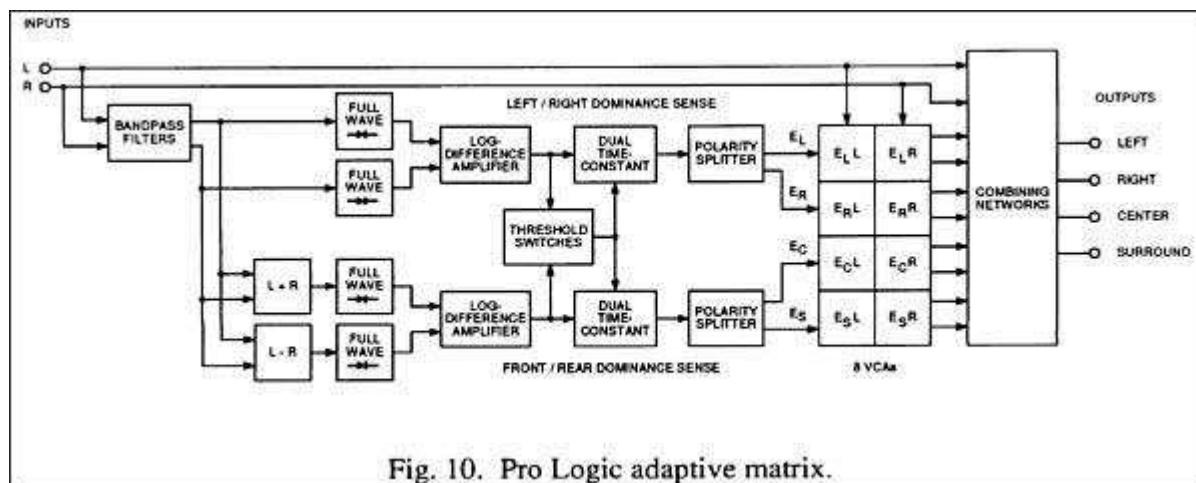 INPUTS
L
R
BANDPASS
FILTERS
FULL
WAVE
FULL
WAVE
LEFT / RIGHT DOMINANCE SENSE
LOG-
DIFFERENCE
AMPLIFIER
DUAL
TIME-
CONSTANT
POLARITY
SPLITTER
EL
ER
ELL
ELR
ERL
ERR
THRESHOLD
SWITCHES
L + R
L - R
FULL
WAVE
FULL
WAVE
LOG-
DIFFERENCE
AMPLIFIER
DUAL
TIME-
CONSTANT
POLARITY
SPLITTER
EC
ES
ECL
ECR
ESL
ESR
FRONT / REAR DOMINANCE SENSE
8 VCAs
COMBINING
NETWORKS
OUTPUTS
LEFT
RIGHT
CENTER
SURROUND
Fig. 10. Pro Logic adaptive matrix.